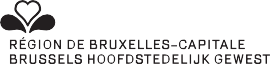 RÉGION DE BRUXELLES-CAPITALE
BRUSSELS HOOFDSTEDELIJK GEWEST